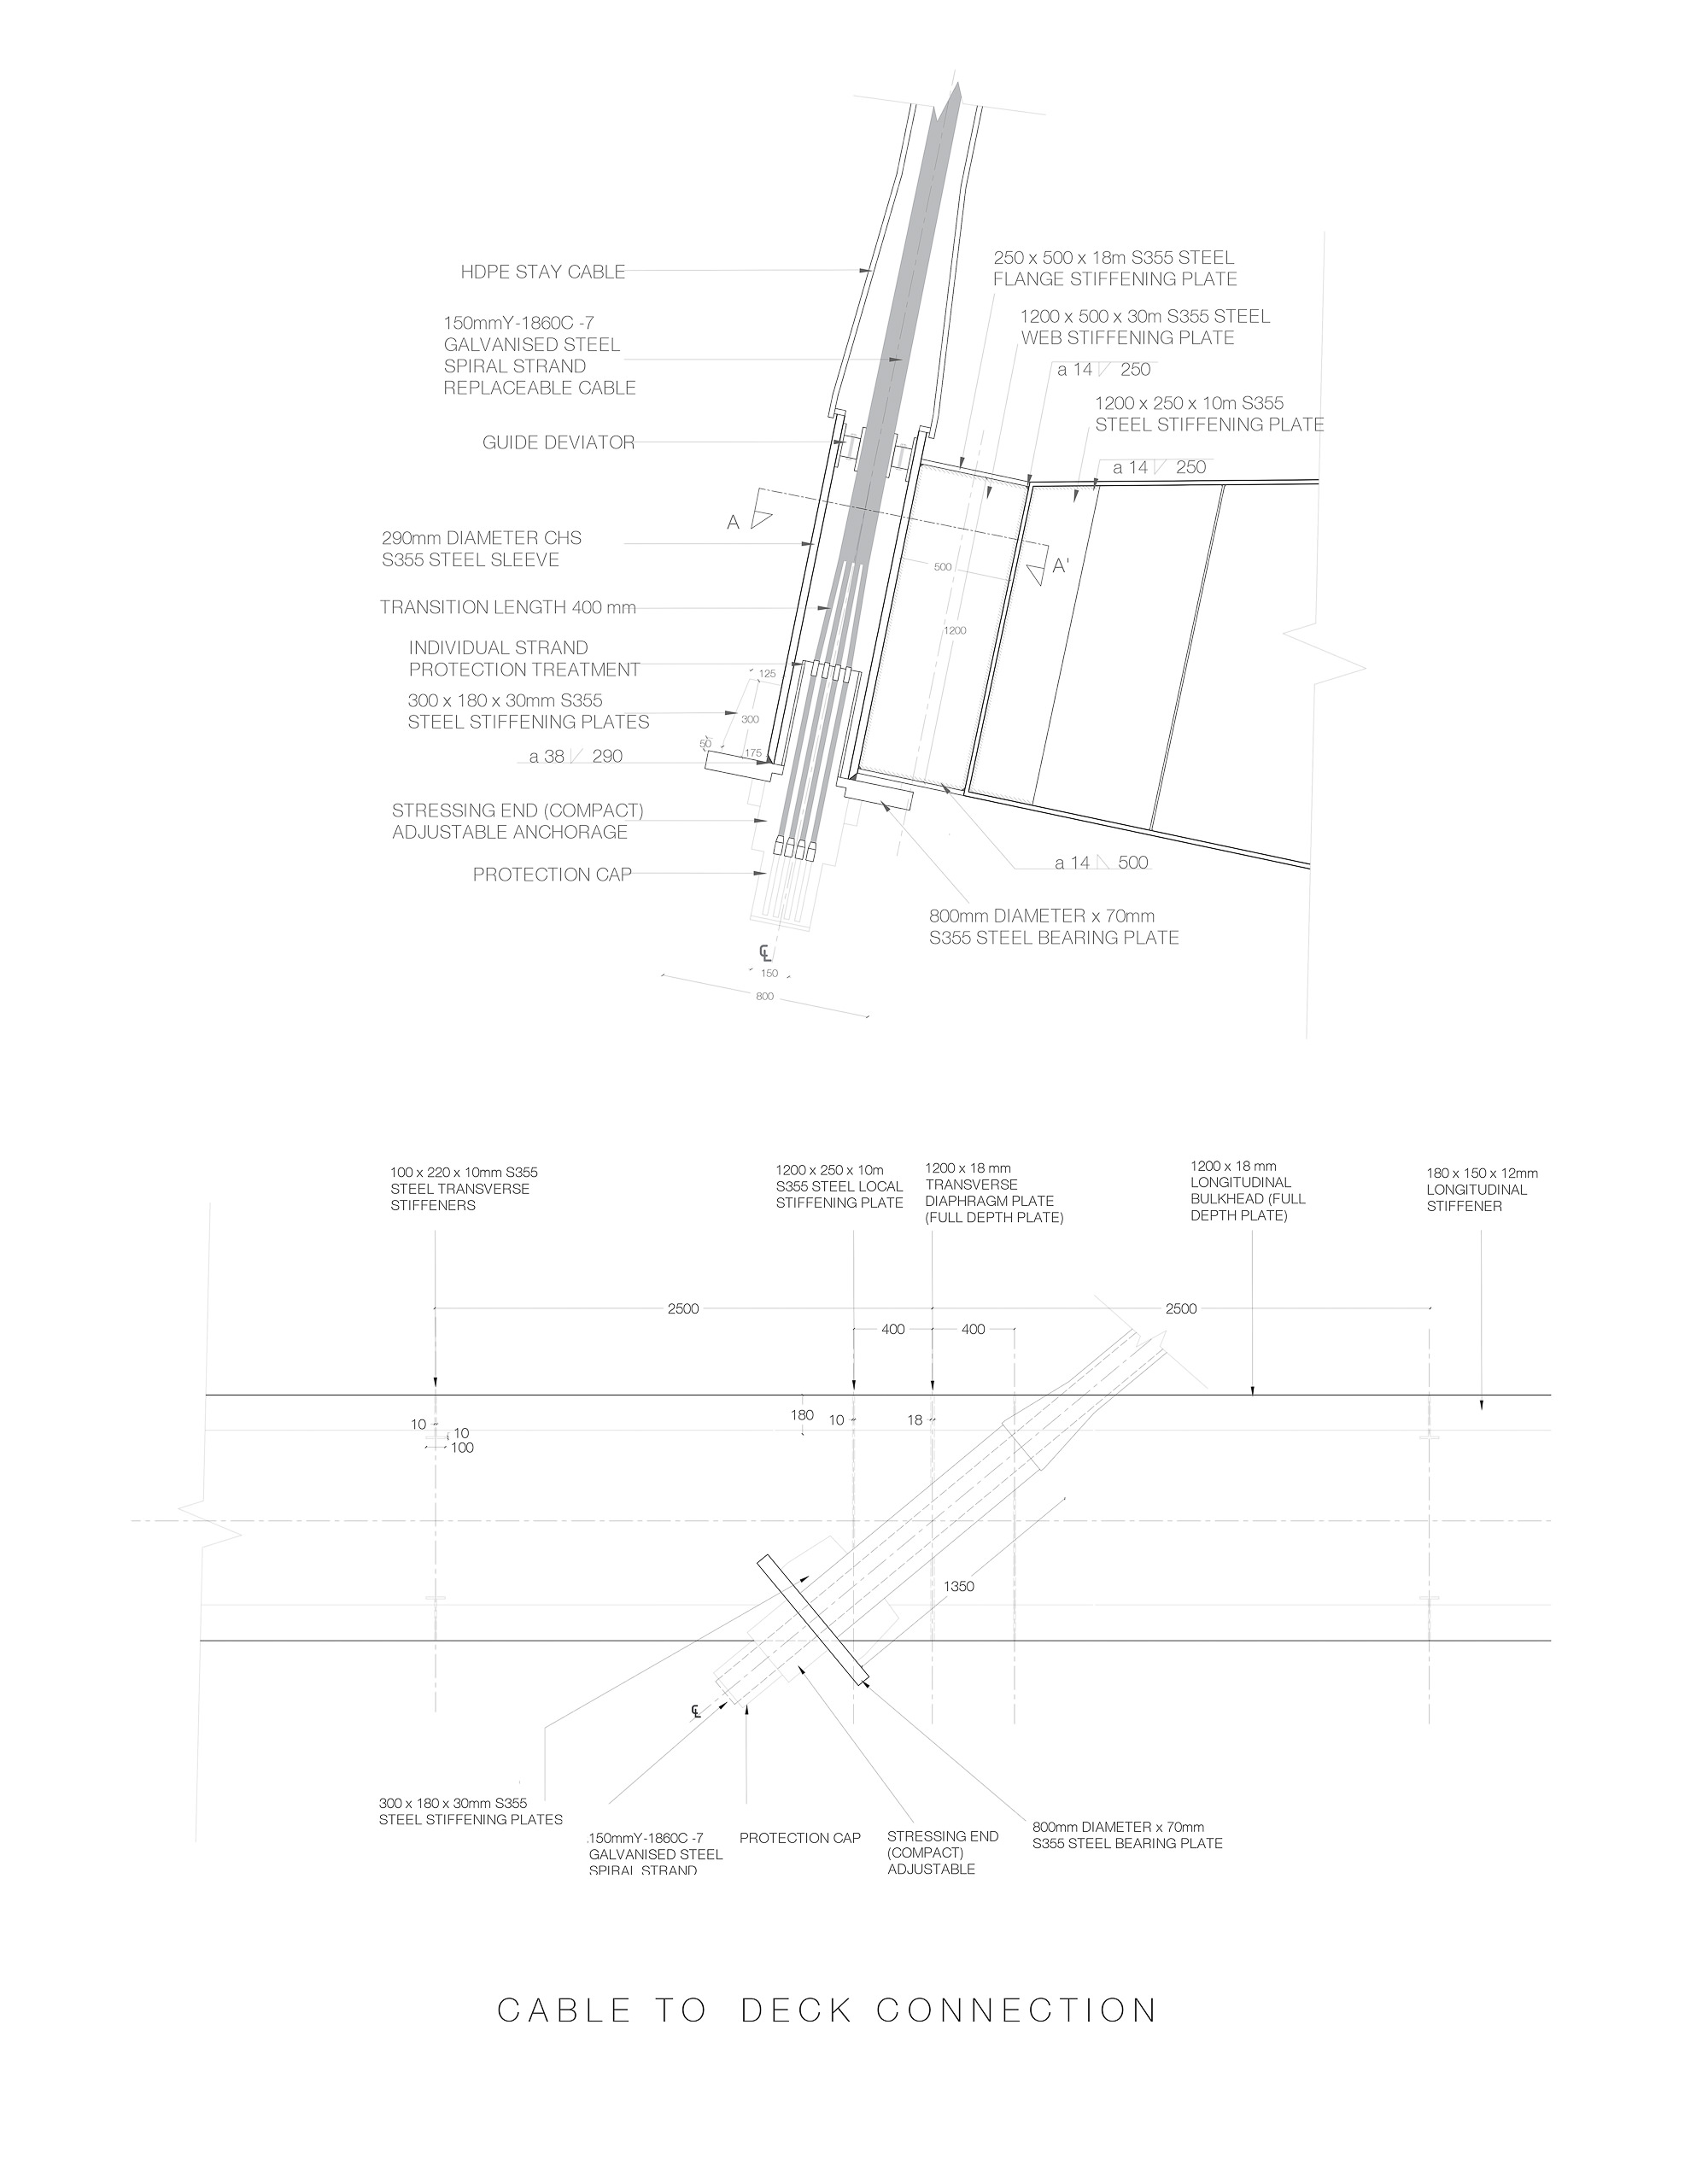 HDPE STAY CABLE
150mmY-1860C -7
GALVANISED STEEL
SPIRAL STRAND
REPLACEABLE CABLE
GUIDE DEVIATOR
290mm DIAMETER CHS
S355 STEEL SLEEVE
TRANSITION LENGTH 400 mm
INDIVIDUAL STRAND
PROTECTION TREATMENT
300 x 180 x 30mm S355
STEEL STIFFENING PLATES
a 38 290
STRESSING END (COMPACT)
ADJUSTABLE ANCHORAGE
PROTECTION CAP
250 x 500 x 18m S355 STEEL
FLANGE STIFFENING PLATE
1200 x 500 x 30m S355 STEEL
WEB STIFFENING PLATE
a 14 250
1200 x 250 x 10m S355
STEEL STIFFENING PLATE
a 14 250
A
A'
500
1200
125
300
50
175
a 14 500
800mm DIAMETER x 70mm
S355 STEEL BEARING PLATE
℄
150
800
100 x 220 x 10mm S355
STEEL TRANSVERSE
STIFFENERS
1200 x 250 x 10m
S355 STEEL LOCAL
STIFFENING PLATE
1200 x 18 mm
TRANSVERSE
DIAPHRAGM PLATE
(FULL DEPTH PLATE)
1200 x 18 mm
LONGITUDINAL
BULKHEAD (FULL
DEPTH PLATE)
180 x 150 x 12mm
LONGITUDINAL
STIFFENER
2500
2500
400
400
180
10
18
10
10
100
1350
℄
300 x 180 x 30mm S355
STEEL STIFFENING PLATES
.150mmY-1860C -7
GALVANISED STEEL
SPIRAL STRAND
PROTECTION CAP
STRESSING END
(COMPACT)
ADJUSTABLE
800mm DIAMETER x 70mm
S355 STEEL BEARING PLATE
CABLE TO DECK CONNECTION